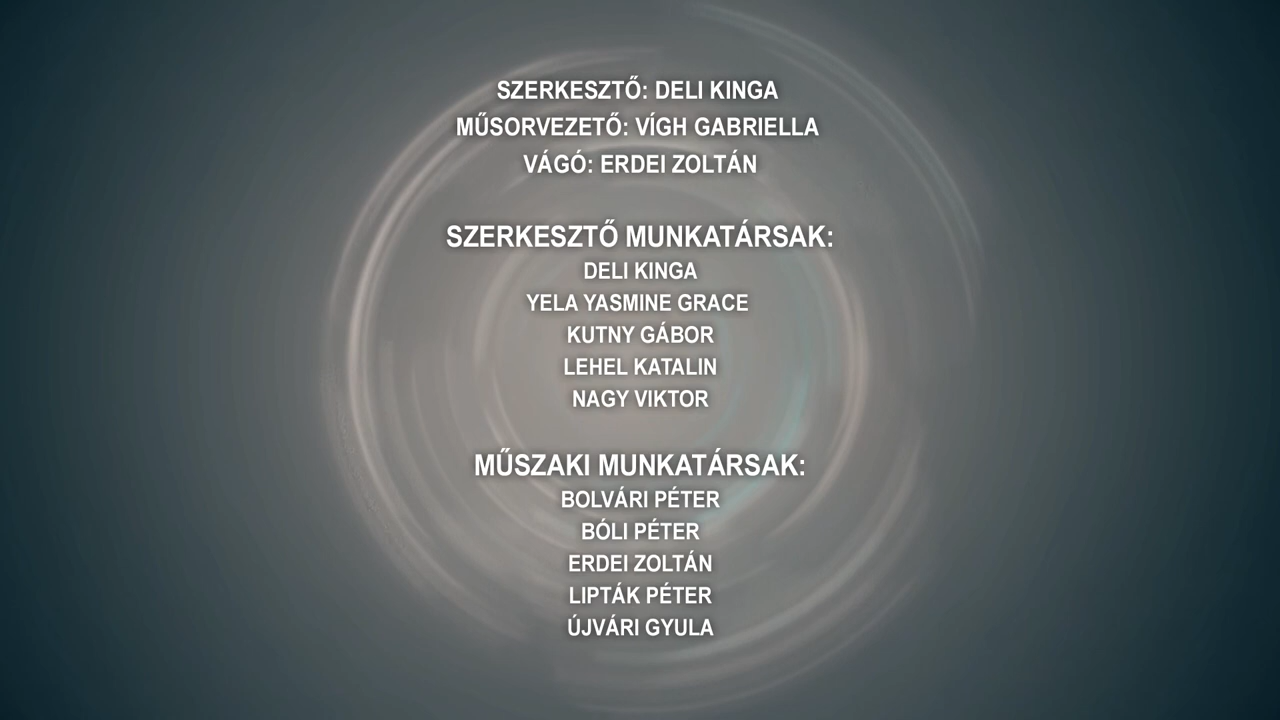 SZERKESZTŐ: DELI KINGA
MŰSORVEZETŐ: VÍGH GABRIELLA
VÁGÓ: ERDEI ZOLTÁN
SZERKESZTŐ MUNKATÁRSAK:
DELI KINGA
YELA YASMINE GRACE
KUTNY GÁBOR
LEHEL KATALIN
NAGY VIKTOR
MŰSZAKI MUNKATÁRSAK:
BOLVÁRI PÉTER
BÓLI PÉTER
ERDEI ZOLTÁN
LIPTÁK PÉTER
ÚJVÁRI GYULA